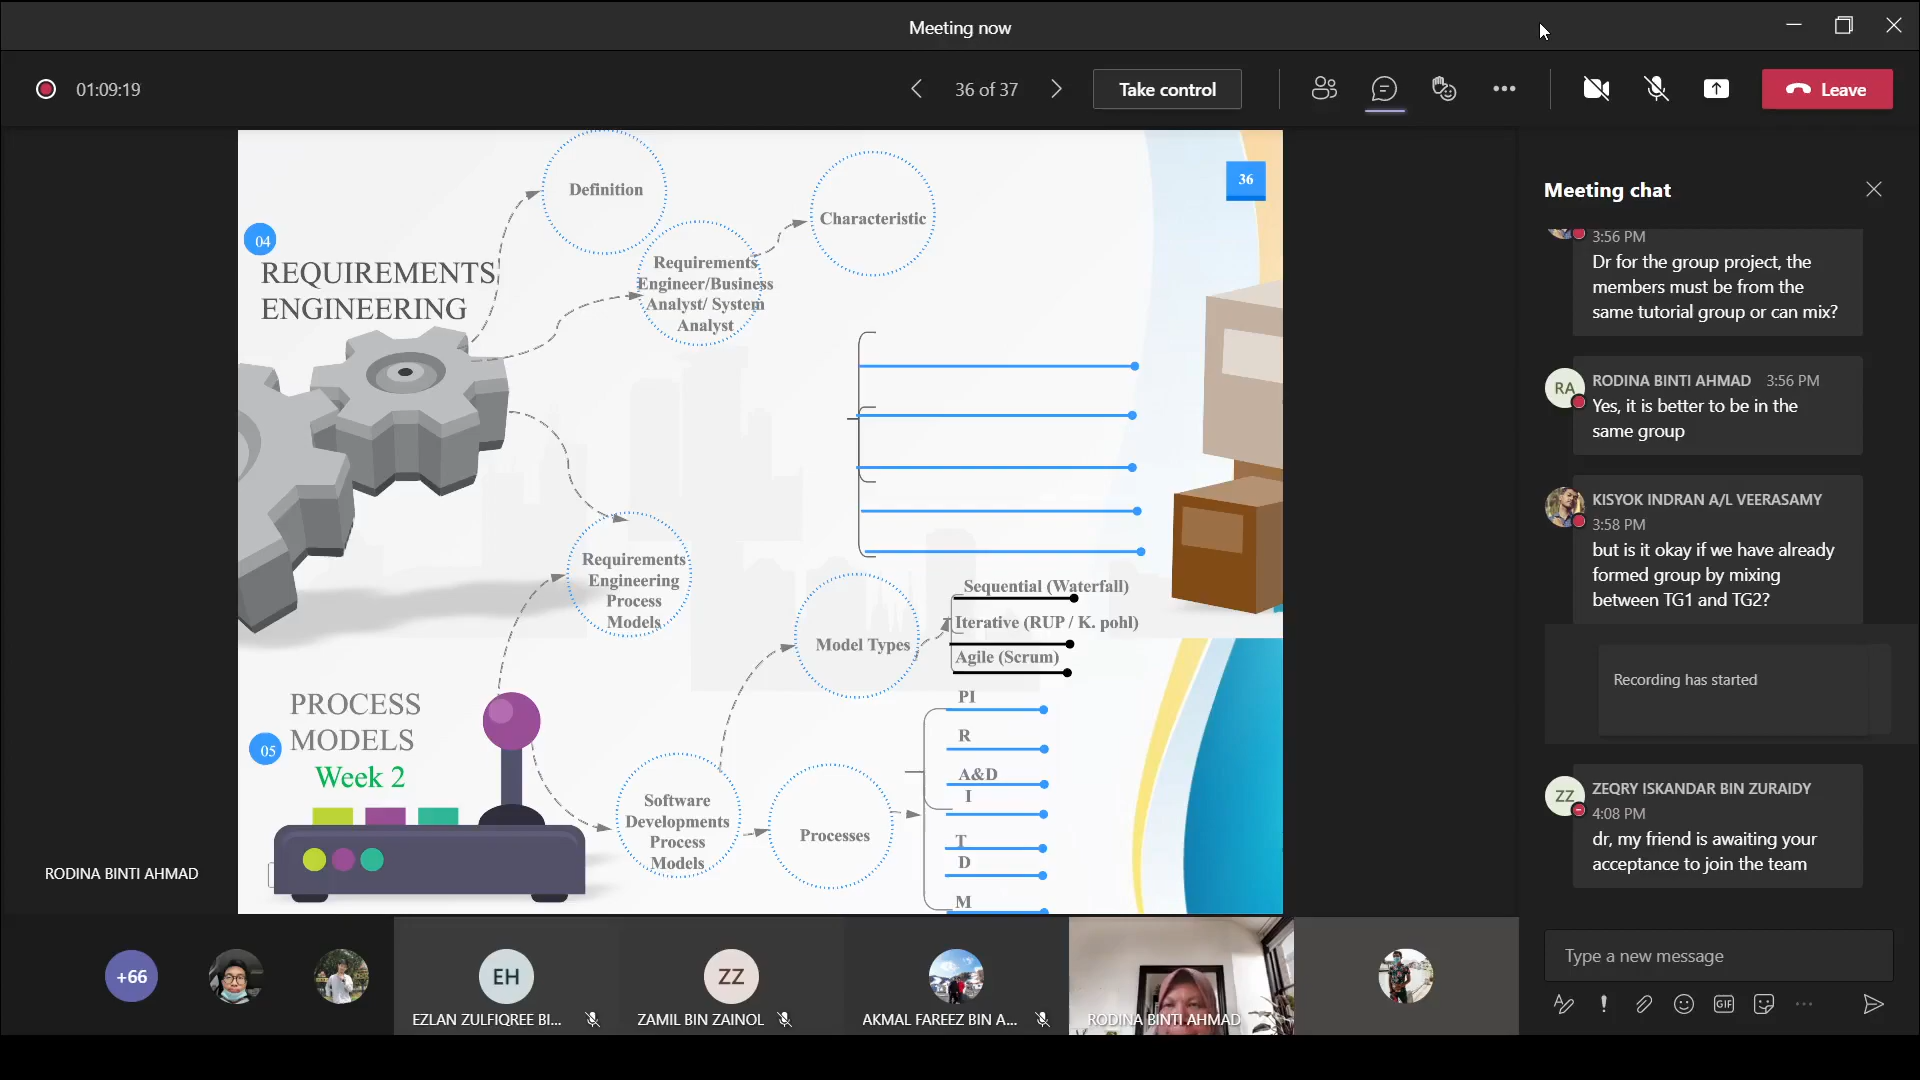 Meeting now
01:09:19
36 of 37
Take control
Leave
36
Definition
Characteristic
04
REQUIREMENTS
ENGINEERING
Requirements
Engineer/Business
Analyst/ System
Analyst
Requirements
Engineering
Process
Models
Model Types
Sequential (Waterfall)
Iterative (RUP / K. pohl)
Agile (Scrum)
05
PROCESS
MODELS
Week 2
Software
Developments
Process
Models
Processes
PI
R
A&D
I
T
D
M
RODINA BINTI AHMAD
+66
EH
EZLAN ZULFIQREE BI...
ZZ
ZAMIL BIN ZAINOL
AKMAL FAREEZ BIN A...
RODINA BINTI AHMAD
Meeting chat
3:56 PM
Dr for the group project, the
members must be from the
same tutorial group or can mix?
RA
RODINA BINTI AHMAD 3:56 PM
Yes, it is better to be in the
same group
KISYOK INDRAN A/L VEERASAMY
3:58 PM
but is it okay if we have already
formed group by mixing
between TG1 and TG2?
Recording has started
ZZ
ZEQRY ISKANDAR BIN ZURAIDY
4:08 PM
dr, my friend is awaiting your
acceptance to join the team
Type a new message
GIF